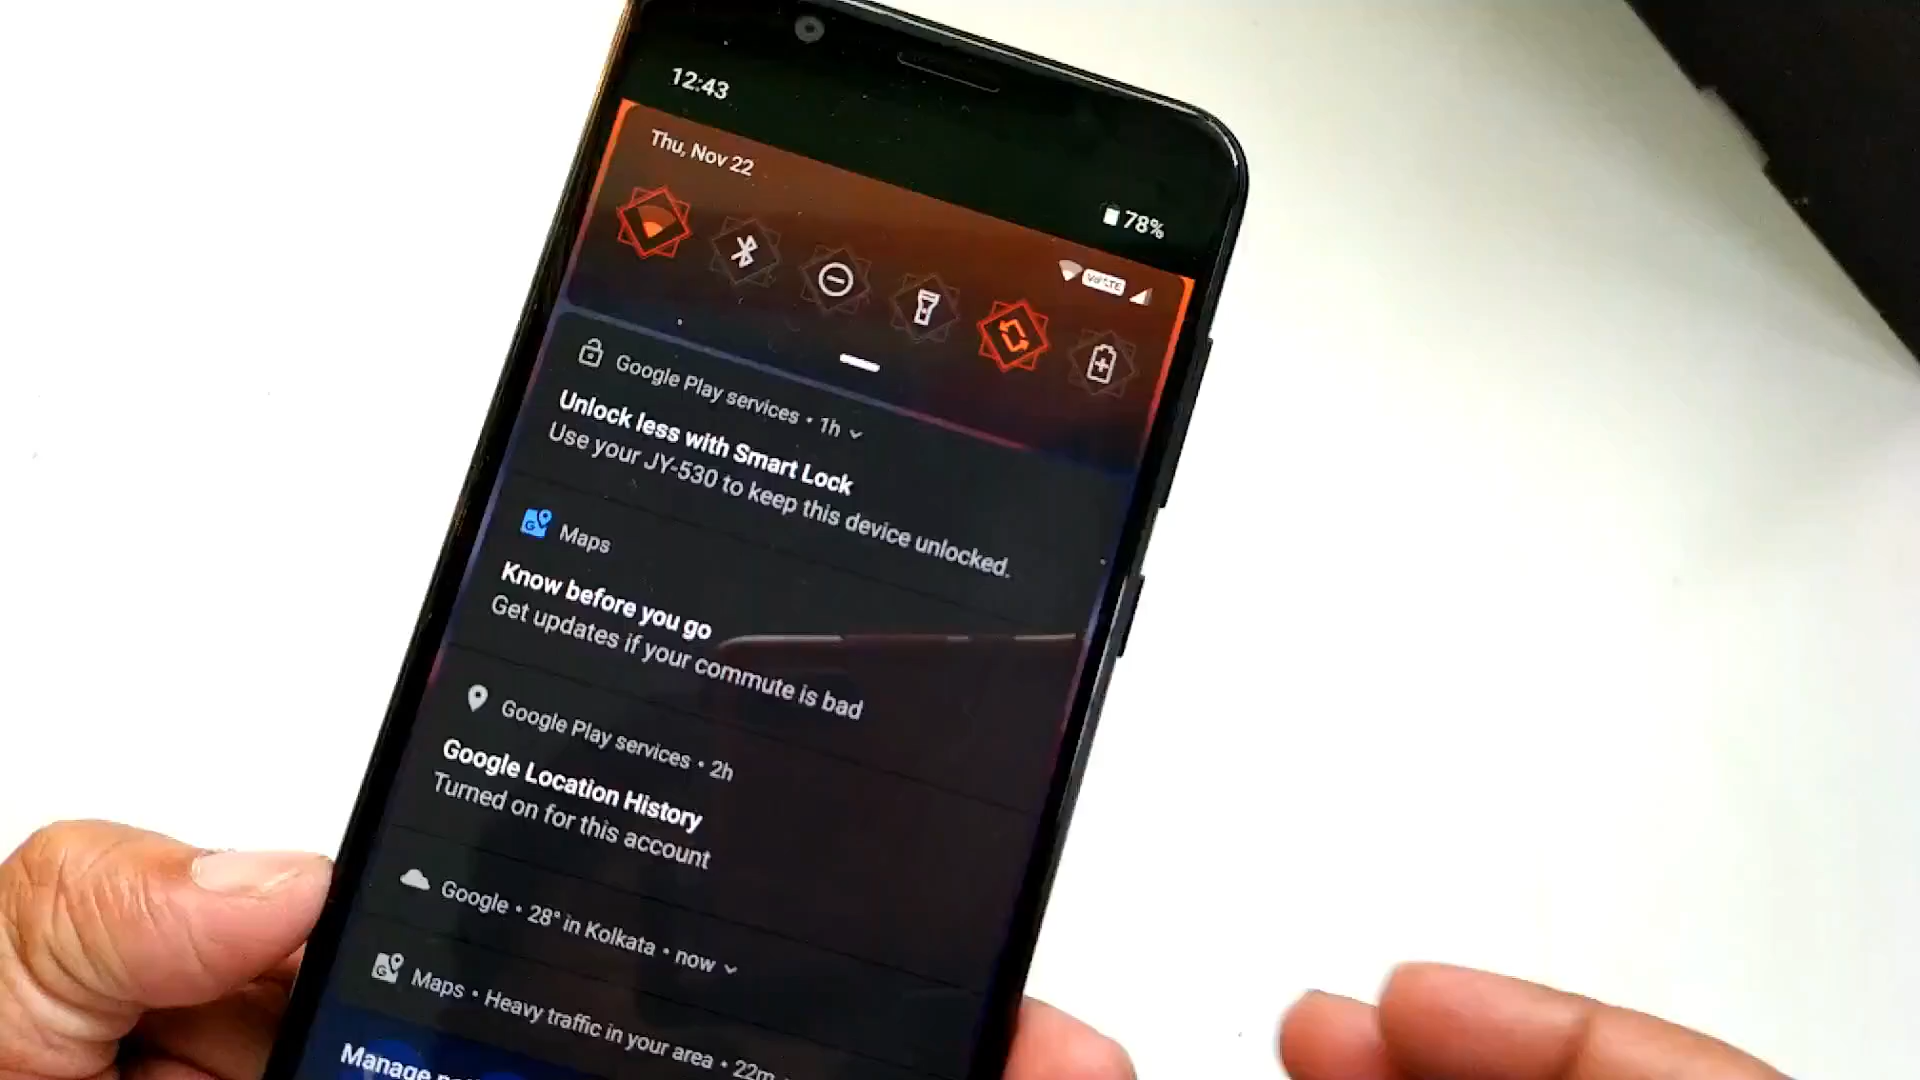 12:43
Thu, Nov 22
78%
VoLTE
Google Play services • 1h
Unlock less with Smart Lock
Use your JY-530 to keep this device unlocked.
Maps
Know before you go
Get updates if your commute is bad
Google Play services • 2h
Google Location History
Turned on for this account
Google • 28° in Kolkata • now
Maps • Heavy traffic in your area • 22m
Manage